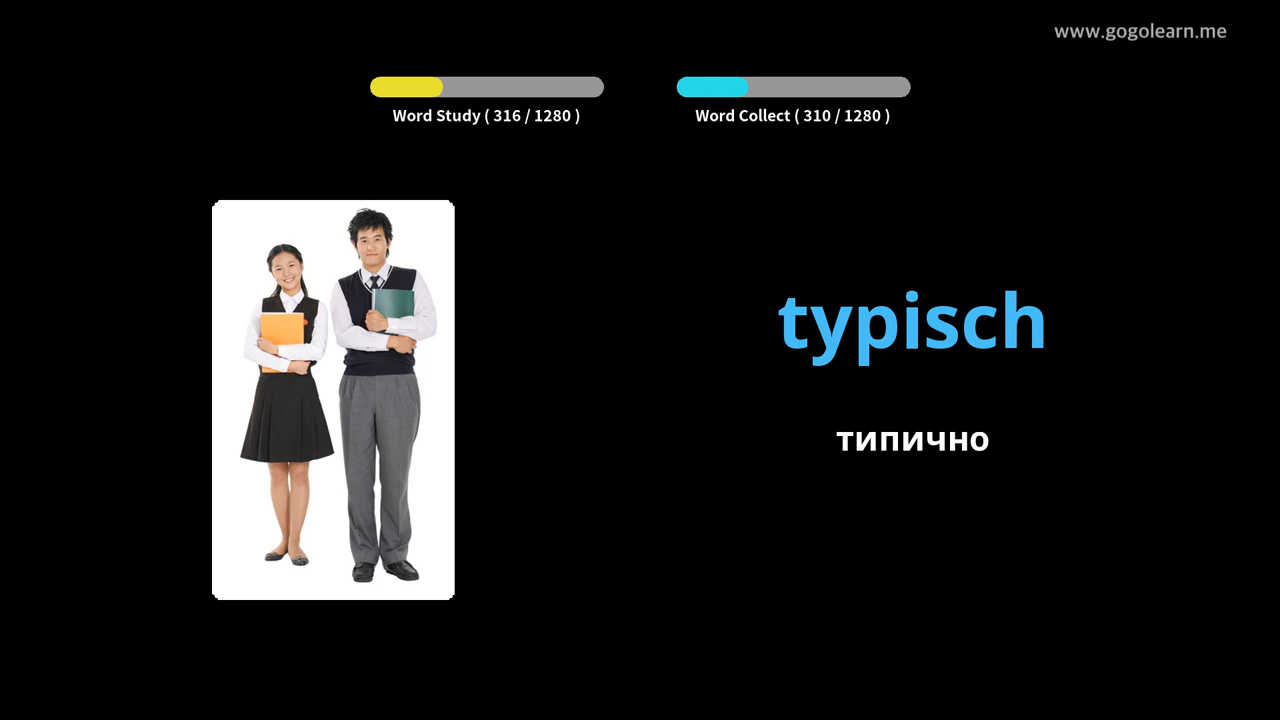 www.gogolearn.me
Word Study ( 316 / 1280 )
Word Collect ( 310 / 1280 )
typisch
типично